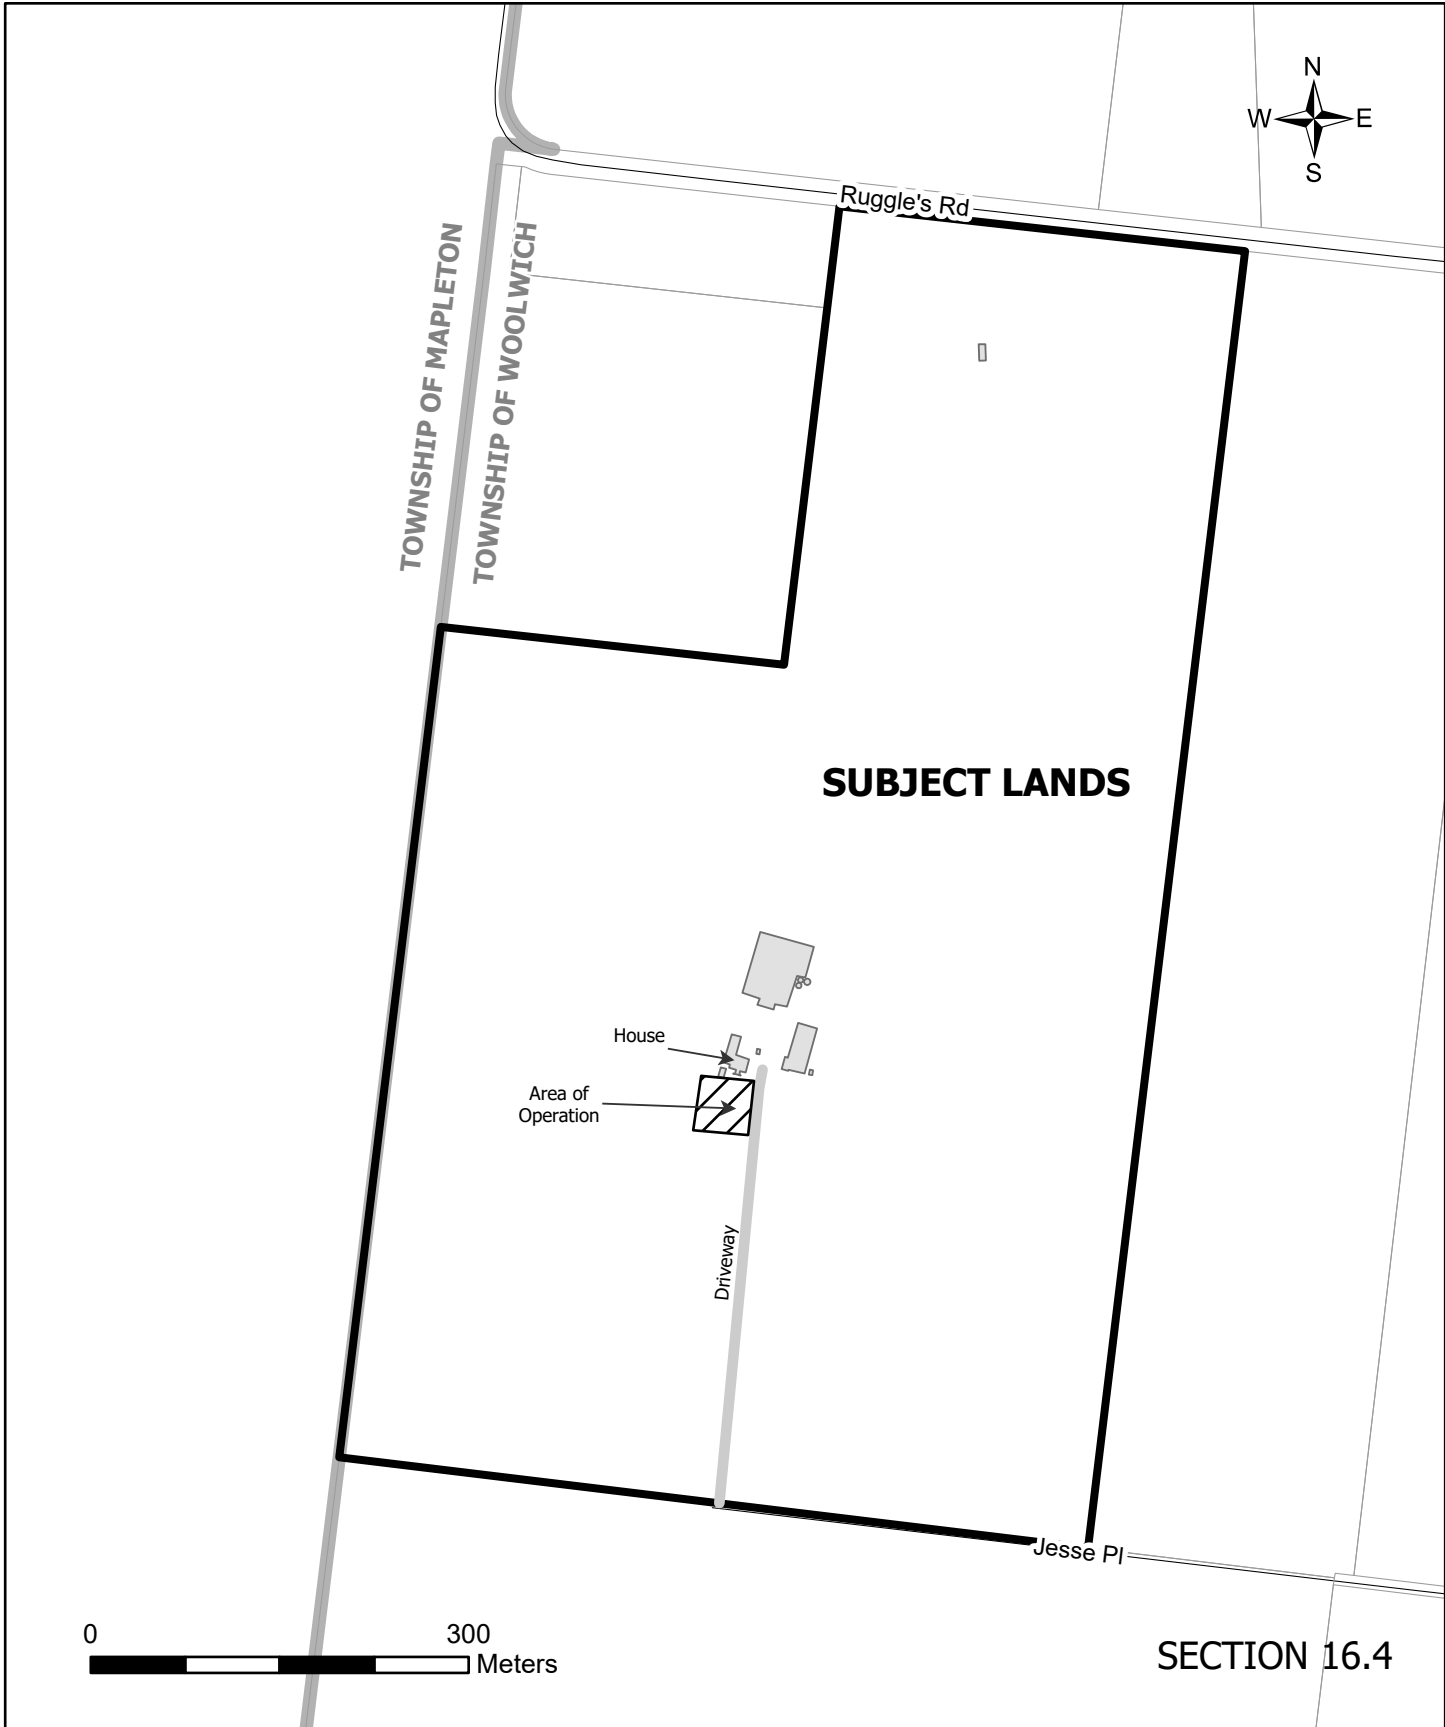 N
W E
S
Ruggle's Rd
TOWNSHIP OF MAPLETON
TOWNSHIP OF WOOLWICH
SUBJECT LANDS
House
Area of
Operation
Driveway
Jesse Pl
0 300
Meters
SECTION 16.4